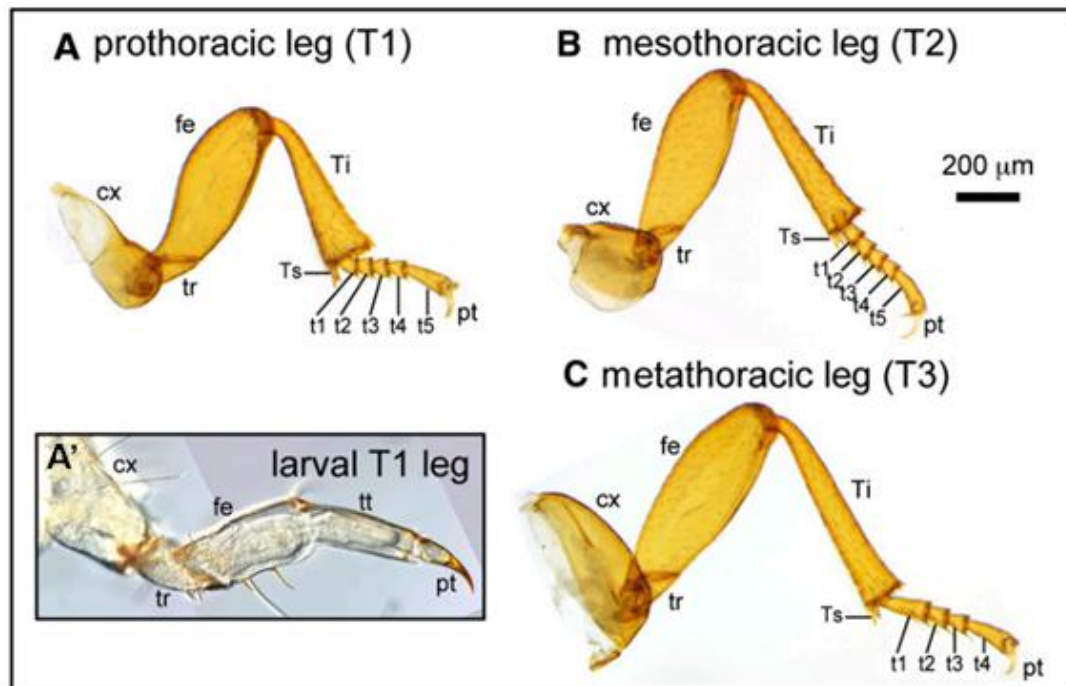 A prothoracic leg (T1)
fe
Ti
cx
tr
Ts
t1 t2 t3 t4 t5
pt
B mesothoracic leg (T2)
fe
Ti
200 µm
cx
tr
Ts
t1
t2
t3
t4
t5
pt
A'
larval T1 leg
cx
fe
tt
tr
pt
C metathoracic leg (T3)
fe
cx
Ti
tr
Ts
t1 t2 t3 t4
pt